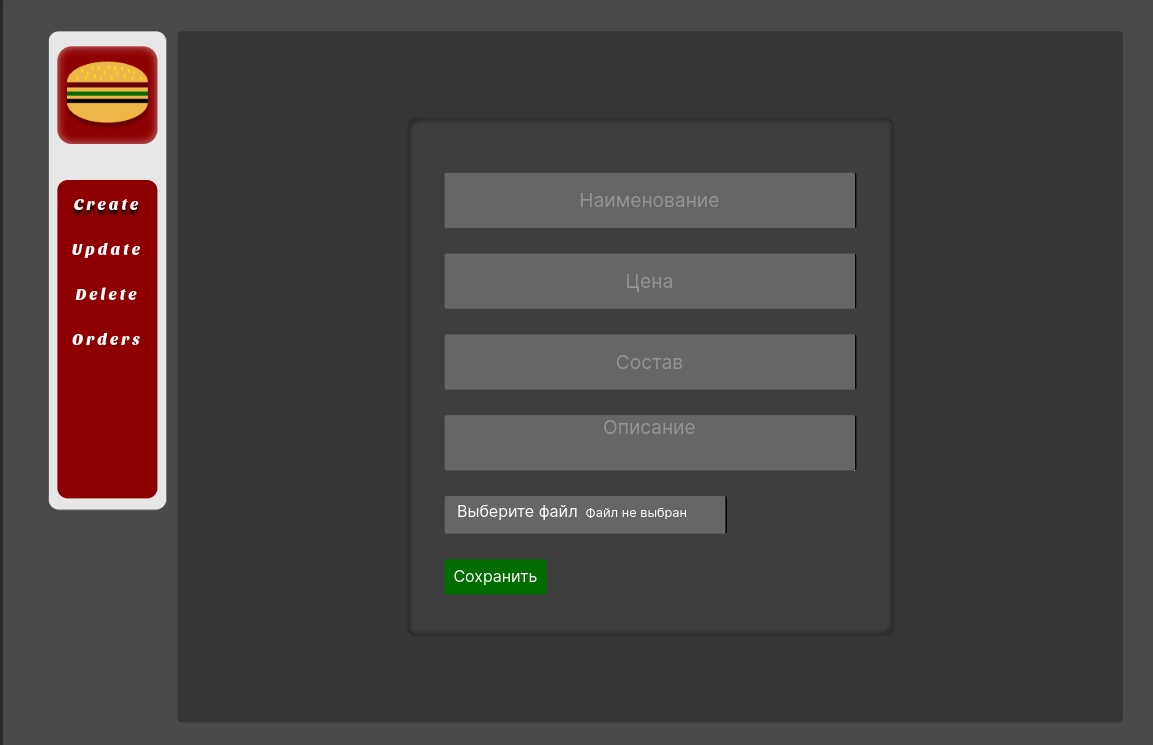 Create
Update
Delete
Orders
Наименование
Цена
Состав
Описание
Выберите файл Файл не выбран
Сохранить